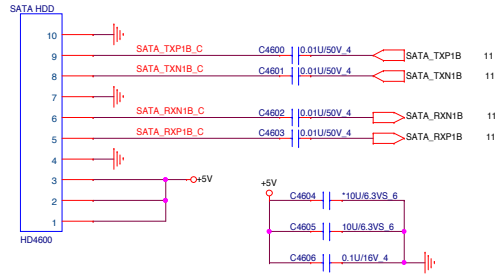 SATA HDD
10
9 SATA_TXP1B_C C4600 0.01U/50V_4 SATA_TXP1B 11
8 SATA_TXN1B_C C4601 0.01U/50V_4 SATA_TXN1B 11
7
6 SATA_RXN1B_C C4602 0.01U/50V_4 SATA_RXN1B 11
5 SATA_RXP1B_C C4603 0.01U/50V_4 SATA_RXP1B 11
4
3 +5V
2
1
HD4600
+5V
C4604 *10U/6.3VS_6
C4605 10U/6.3VS_6
C4606 0.1U/16V_4